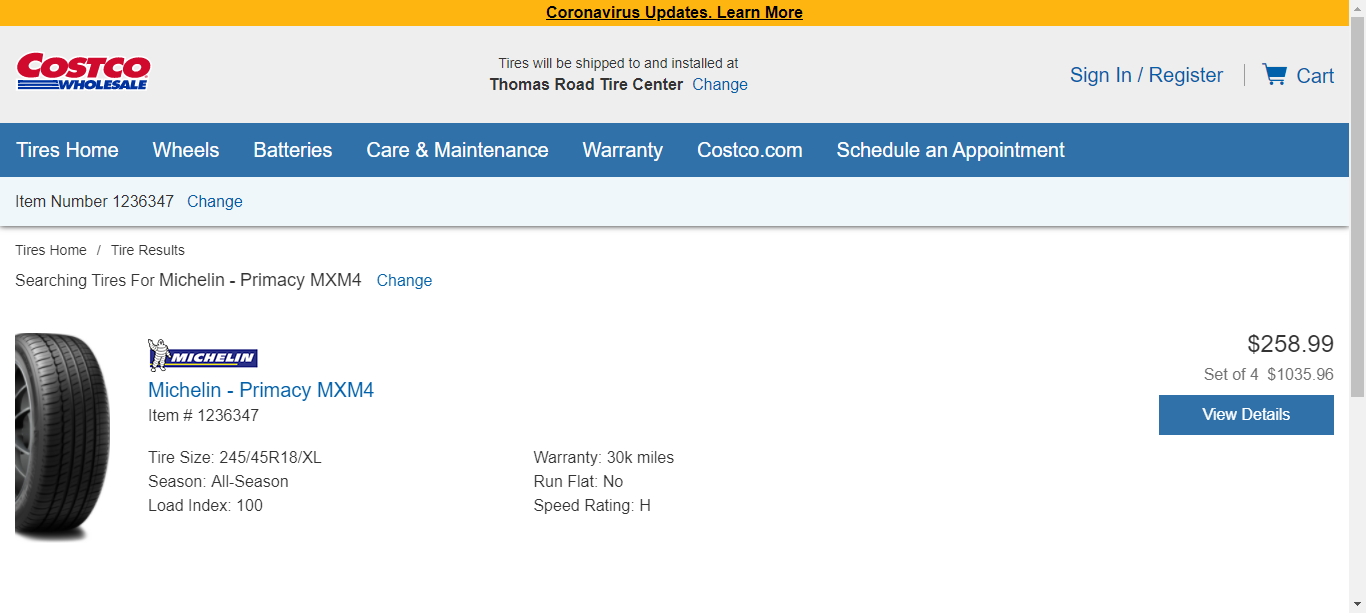 Coronavirus Updates. Learn More
COSTCO
WHOLESALE
Tires will be shipped to and installed at
Thomas Road Tire Center Change
Sign In / Register
Cart
Tires Home Wheels Batteries Care & Maintenance Warranty Costco.com Schedule an Appointment
Item Number 1236347 Change
Tires Home / Tire Results
Searching Tires For Michelin - Primacy MXM4 Change
MICHELIN
Michelin - Primacy MXM4
Item # 1236347
Tire Size: 245/45R18/XL
Season: All-Season
Load Index: 100
Warranty: 30k miles
Run Flat: No
Speed Rating: H
$258.99
Set of 4 $1035.96
View Details